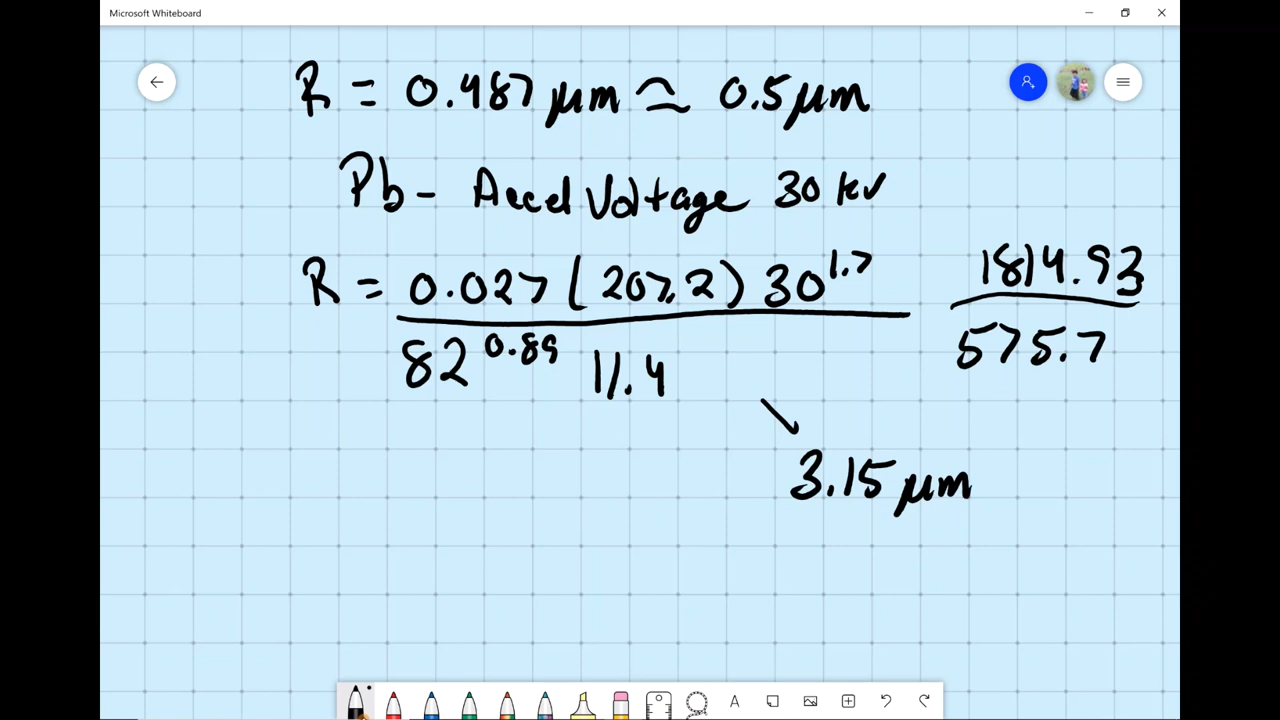 Microsoft Whiteboard
R = 0.487 µm ≃ 0.5 µm
Pb - Accel Voltage 30 kV
R = 0.027 (207.2) 30^1.7
82^0.89 11.4
1814.93
575.7
3.15 µm
A